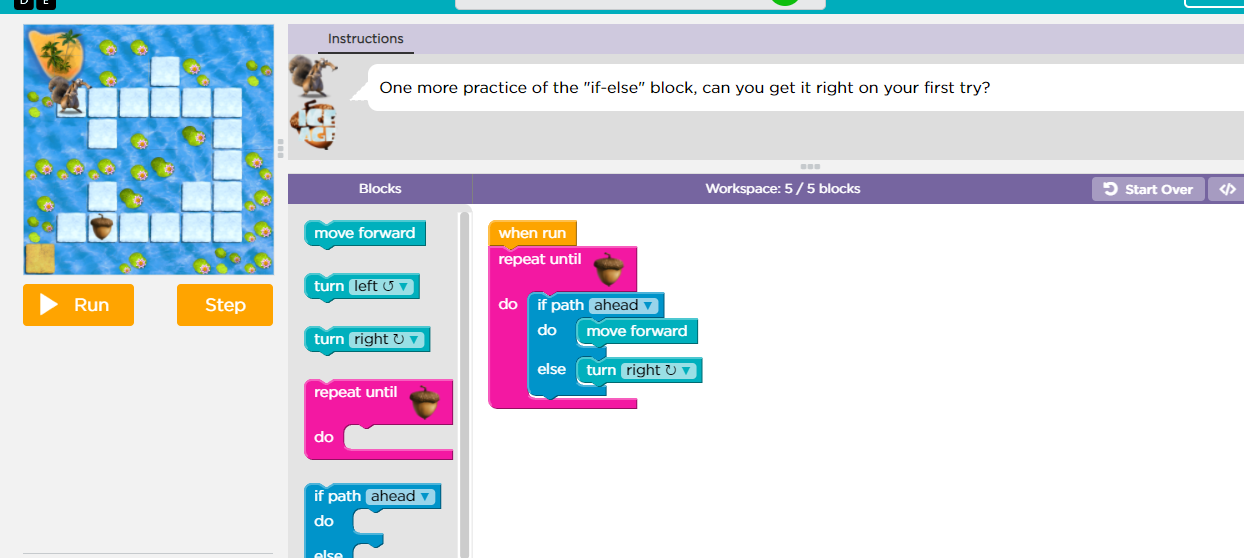 D E
Instructions
One more practice of the "if-else" block, can you get it right on your first try?
ICE
AGE
Blocks
Workspace: 5 / 5 blocks
Start Over
</>
move forward
turn left ↺ ▼
turn right ↻ ▼
repeat until
do
if path ahead ▼
do
else
when run
repeat until
do
if path ahead ▼
do
move forward
else
turn right ↻ ▼
Run
Step